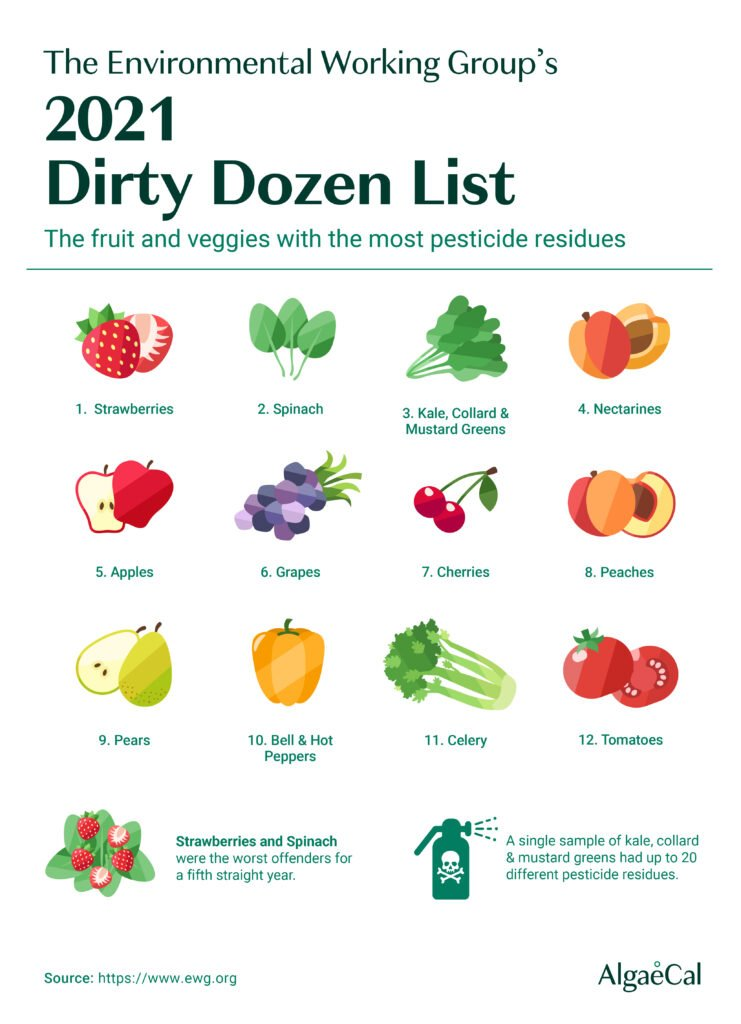 The Environmental Working Group's
2021
Dirty Dozen List
The fruit and veggies with the most pesticide residues
1. Strawberries
2. Spinach
3. Kale, Collard &
Mustard Greens
4. Nectarines
5. Apples
6. Grapes
7. Cherries
8. Peaches
9. Pears
10. Bell & Hot
Peppers
11. Celery
12. Tomatoes
Strawberries and Spinach
were the worst offenders for
a fifth straight year.
A single sample of kale, collard
& mustard greens had up to 20
different pesticide residues.
Source: https://www.ewg.org
AlgaeCal